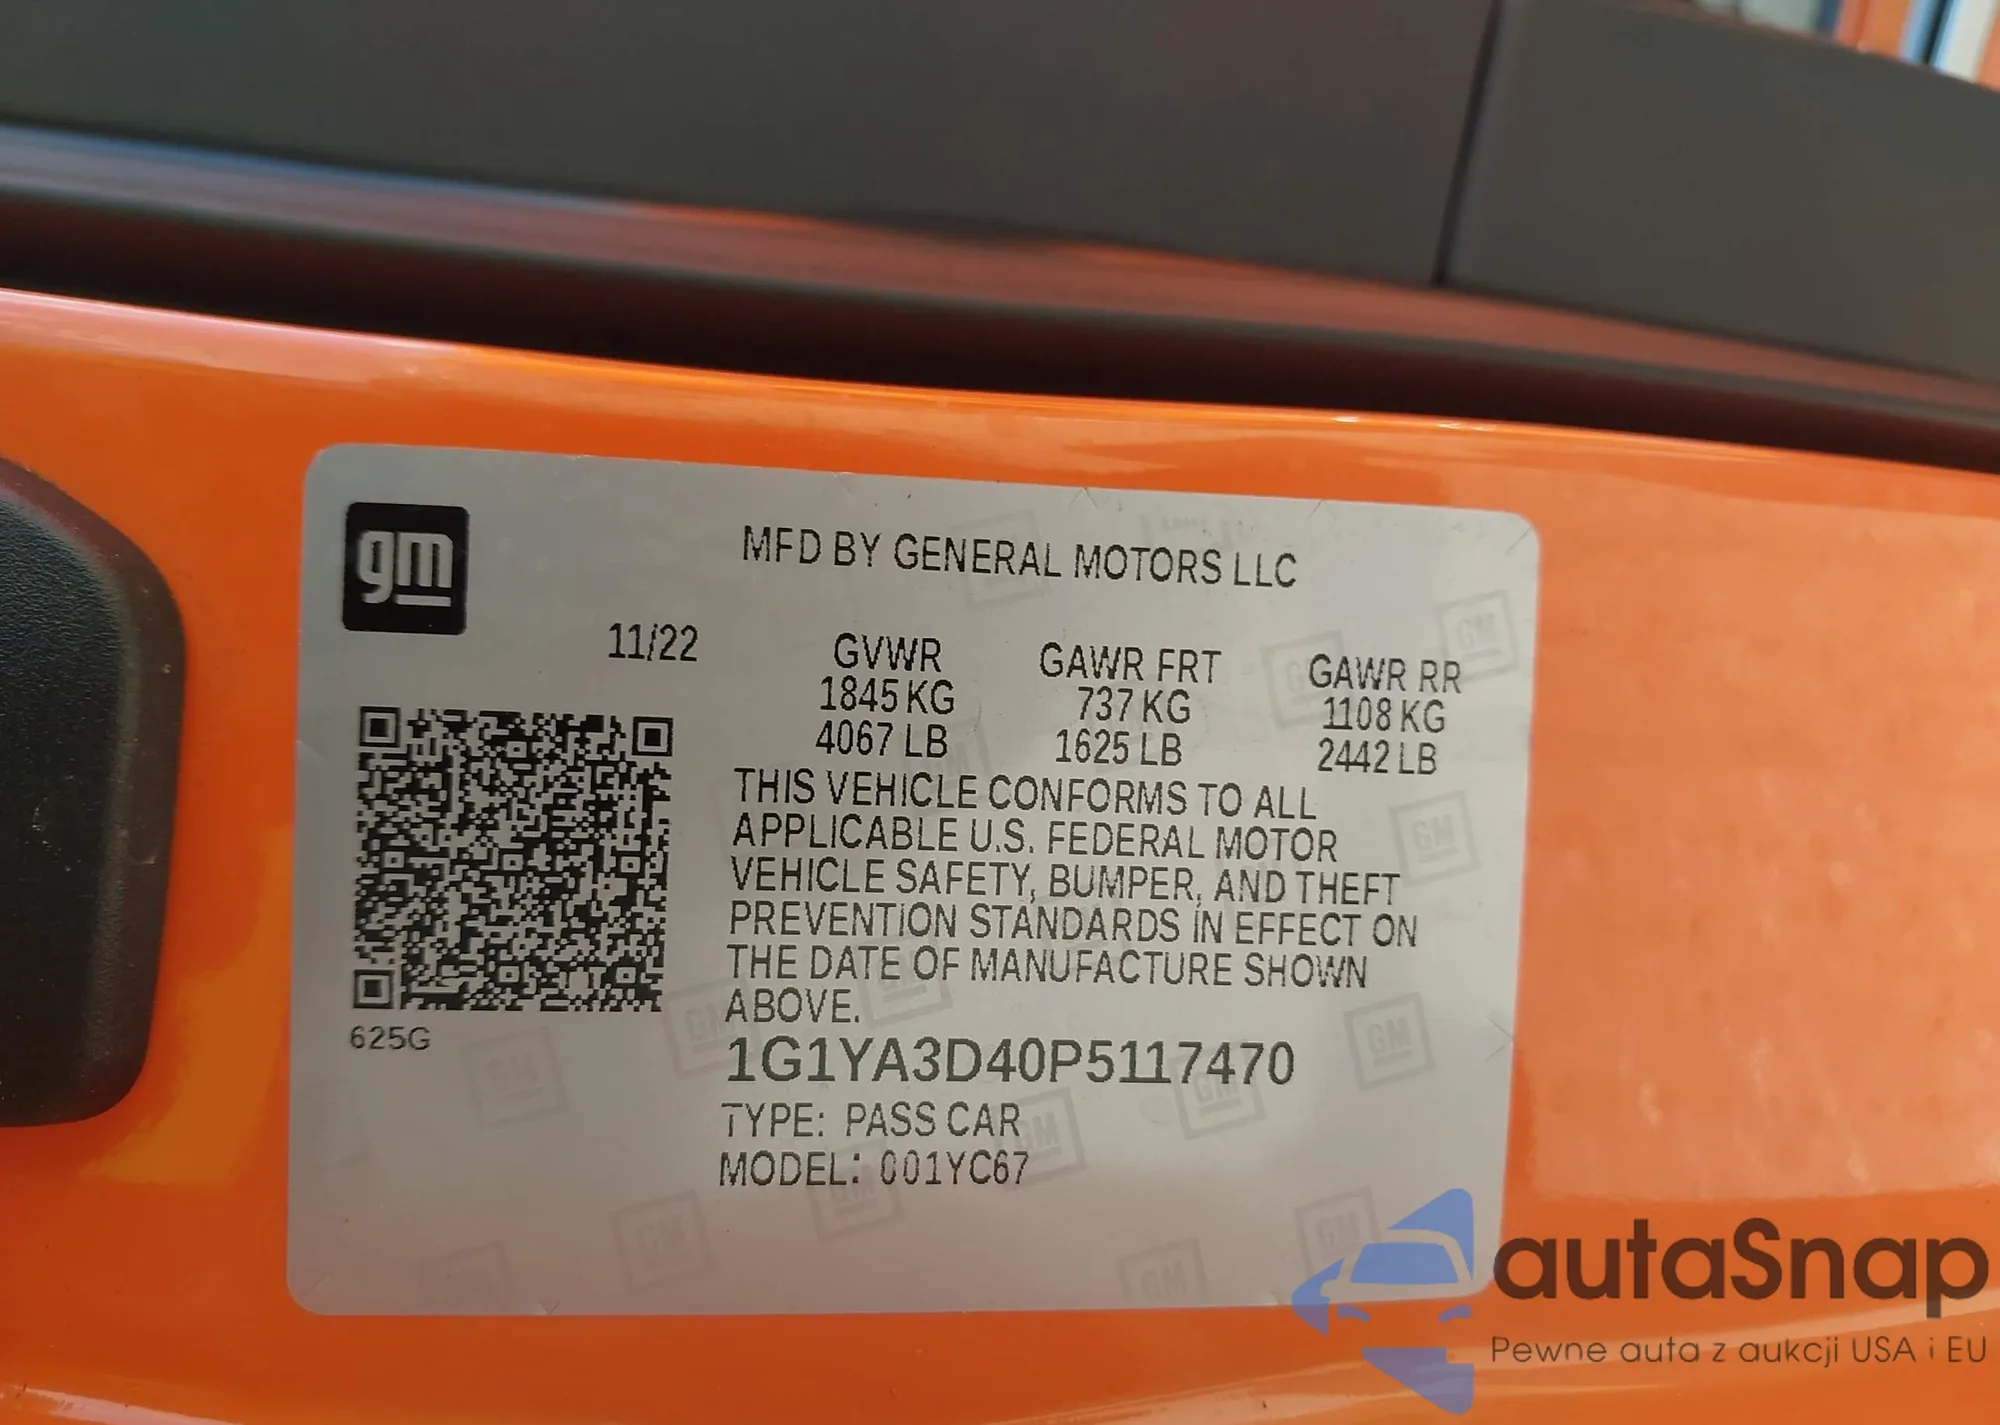 gm
MFD BY GENERAL MOTORS LLC
11/22
GVWR GAWR FRT GAWR RR
1845 KG 737 KG 1108 KG
4067 LB 1625 LB 2442 LB
THIS VEHICLE CONFORMS TO ALL
APPLICABLE U.S. FEDERAL MOTOR
VEHICLE SAFETY, BUMPER, AND THEFT
PREVENTION STANDARDS IN EFFECT ON
THE DATE OF MANUFACTURE SHOWN
ABOVE.
625G
1G1YA3D40P5117470
TYPE: PASS CAR
MODEL: 001YC67
autaSnap
Pewne auta z aukcji USA i EU